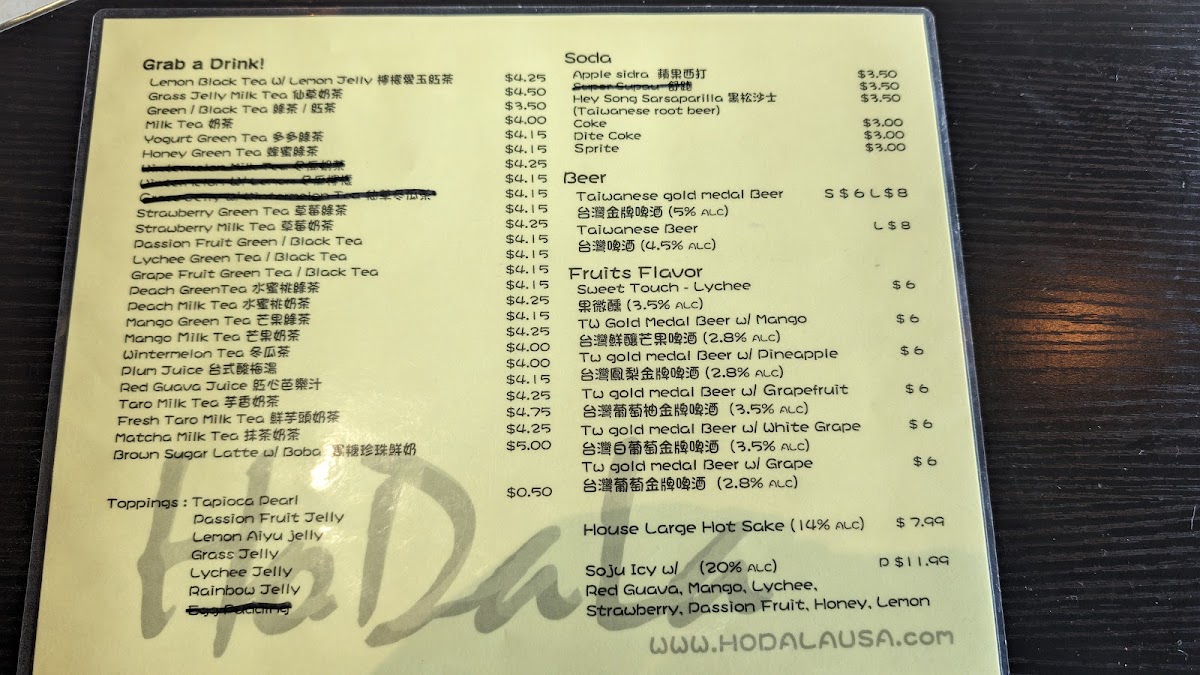 Grab a Drink!
Lemon Black Tea W/ Lemon Jelly 檸檬愛玉紅茶 $4.25
Grass Jelly Milk Tea 仙草奶茶 $4.50
Green / Black Tea 綠茶 / 紅茶 $3.50
Milk Tea 奶茶 $4.00
Yogurt Green Tea 多多綠茶 $4.15
Honey Green Tea 蜂蜜綠茶 $4.15
Wintermelon Milk Tea 冬瓜奶茶 $4.25
$4.15
Grass Jelly W/ Wintermelon Tea 仙草冬瓜茶 $4.15
Strawberry Green Tea 草莓綠茶 $4.15
Strawberry Milk Tea 草莓奶茶 $4.25
Passion Fruit Green / Black Tea $4.15
Lychee Green Tea / Black Tea $4.15
Grape Fruit Green Tea / Black Tea $4.15
Peach GreenTea 水蜜桃綠茶 $4.15
Peach Milk Tea 水蜜桃奶茶 $4.25
Mango Green Tea 芒果綠茶 $4.15
Mango Milk Tea 芒果奶茶 $4.25
Wintermelon Tea 冬瓜茶 $4.00
Plum Juice 台式酸梅湯 $4.00
Red Guava Juice 紅心芭樂汁 $4.15
Taro Milk Tea 芋香奶茶 $4.25
Fresh Taro Milk Tea 鮮芋頭奶茶 $4.75
Matcha Milk Tea 抹茶奶茶 $4.25
Brown Sugar Latte w/ Boba 黑糖珍珠鮮奶 $5.00
Toppings : Tapioca Pearl $0.50
Passion Fruit Jelly
Lemon Aiyu jelly
Grass Jelly
Lychee Jelly
Rainbow Jelly
Egg Pudding
Soda
Apple sidra 蘋果西打 $3.50
Super Supau 舒跑 $3.50
Hey Song Sarsaparilla 黑松沙士 $3.50
(Taiwanese root beer)
Coke $3.00
Dite Coke $3.00
Sprite $3.00
Beer
Taiwanese gold medal Beer S $ 6 L $ 8
台灣金牌啤酒 (5% ALC)
Taiwanese Beer L $ 8
台灣啤酒 (4.5% ALC)
Fruits Flavor
Sweet Touch - Lychee $ 6
果微醺 (3.5% ALC)
TW Gold Medal Beer w/ Mango $ 6
台灣鮮釀芒果啤酒 (2.8% ALC)
Tw gold medal Beer w/ Pineapple $ 6
台灣鳳梨金牌啤酒 (2.8% ALC)
Tw gold medal Beer w/ Grapefruit $ 6
台灣葡萄柚金牌啤酒 (3.5% ALC)
Tw gold medal Beer w/ White Grape $ 6
台灣白葡萄金牌啤酒 (3.5% ALC)
Tw gold medal Beer w/ Grape $ 6
台灣葡萄金牌啤酒 (2.8% ALC)
House Large Hot Sake (14% ALC) $ 7.99
Soju Icy w/ (20% ALC) P $11.99
Red Guava, Mango, Lychee,
Strawberry, Passion Fruit, Honey, Lemon
HoDaLa
www.HODALAUSA.com